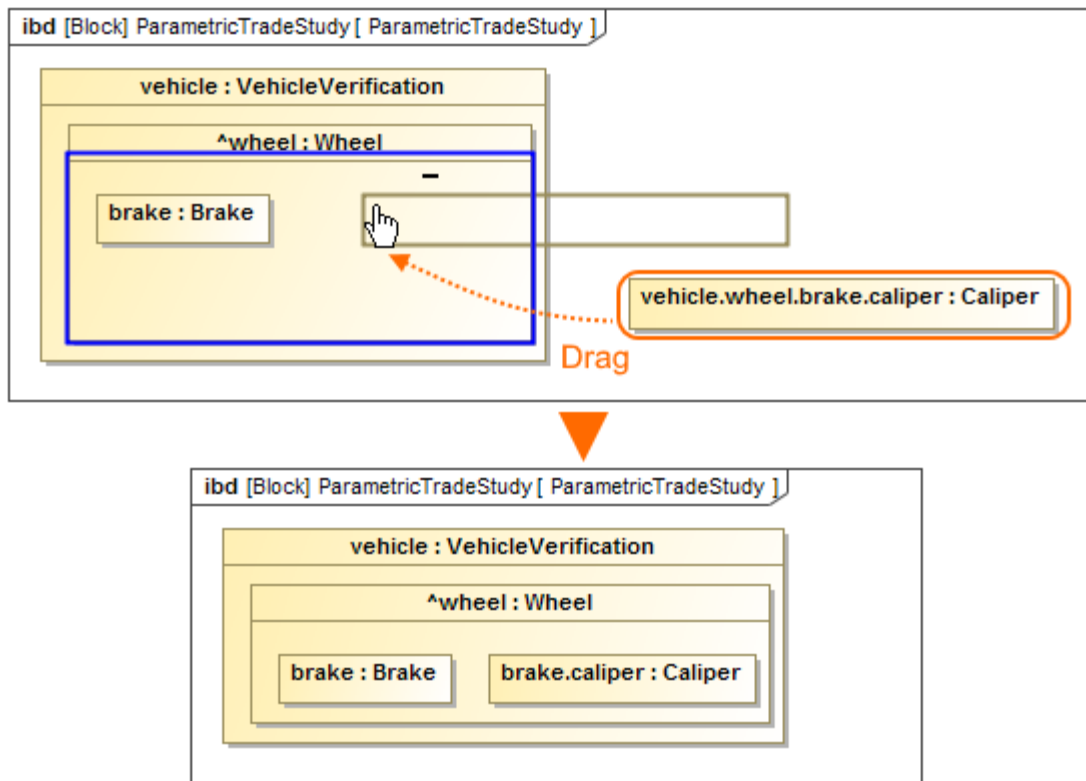 ibd [Block] ParametricTradeStudy [ ParametricTradeStudy ]
vehicle : VehicleVerification
^wheel : Wheel
brake : Brake
vehicle.wheel.brake.caliper : Caliper
Drag
ibd [Block] ParametricTradeStudy [ ParametricTradeStudy ]
vehicle : VehicleVerification
^wheel : Wheel
brake : Brake
brake.caliper : Caliper